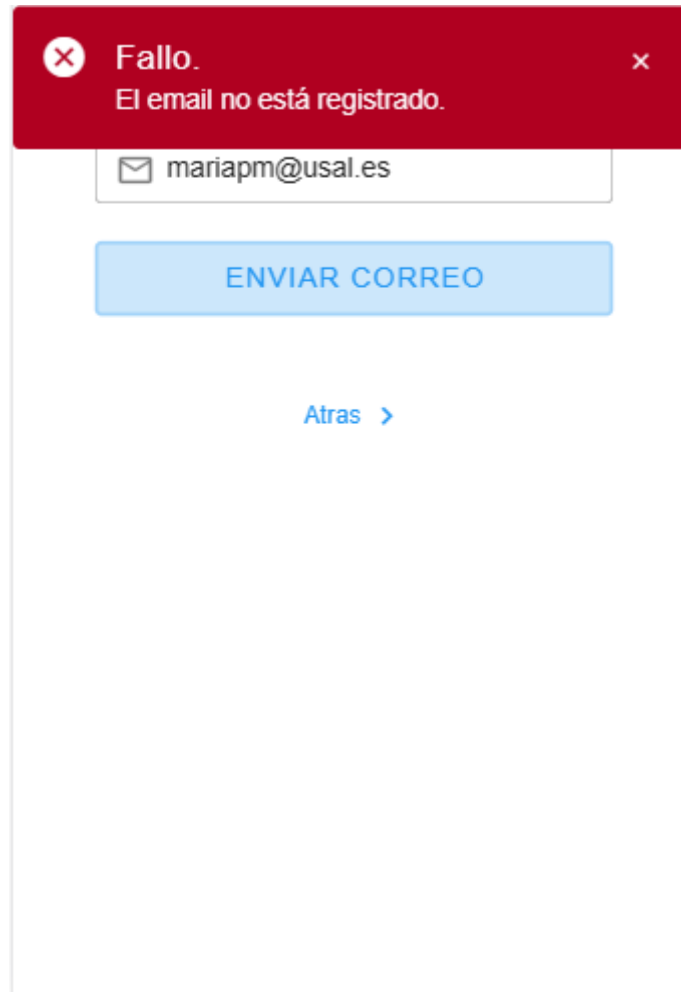 Fallo.
El email no está registrado.
mariapm@usal.es
ENVIAR CORREO
Atras